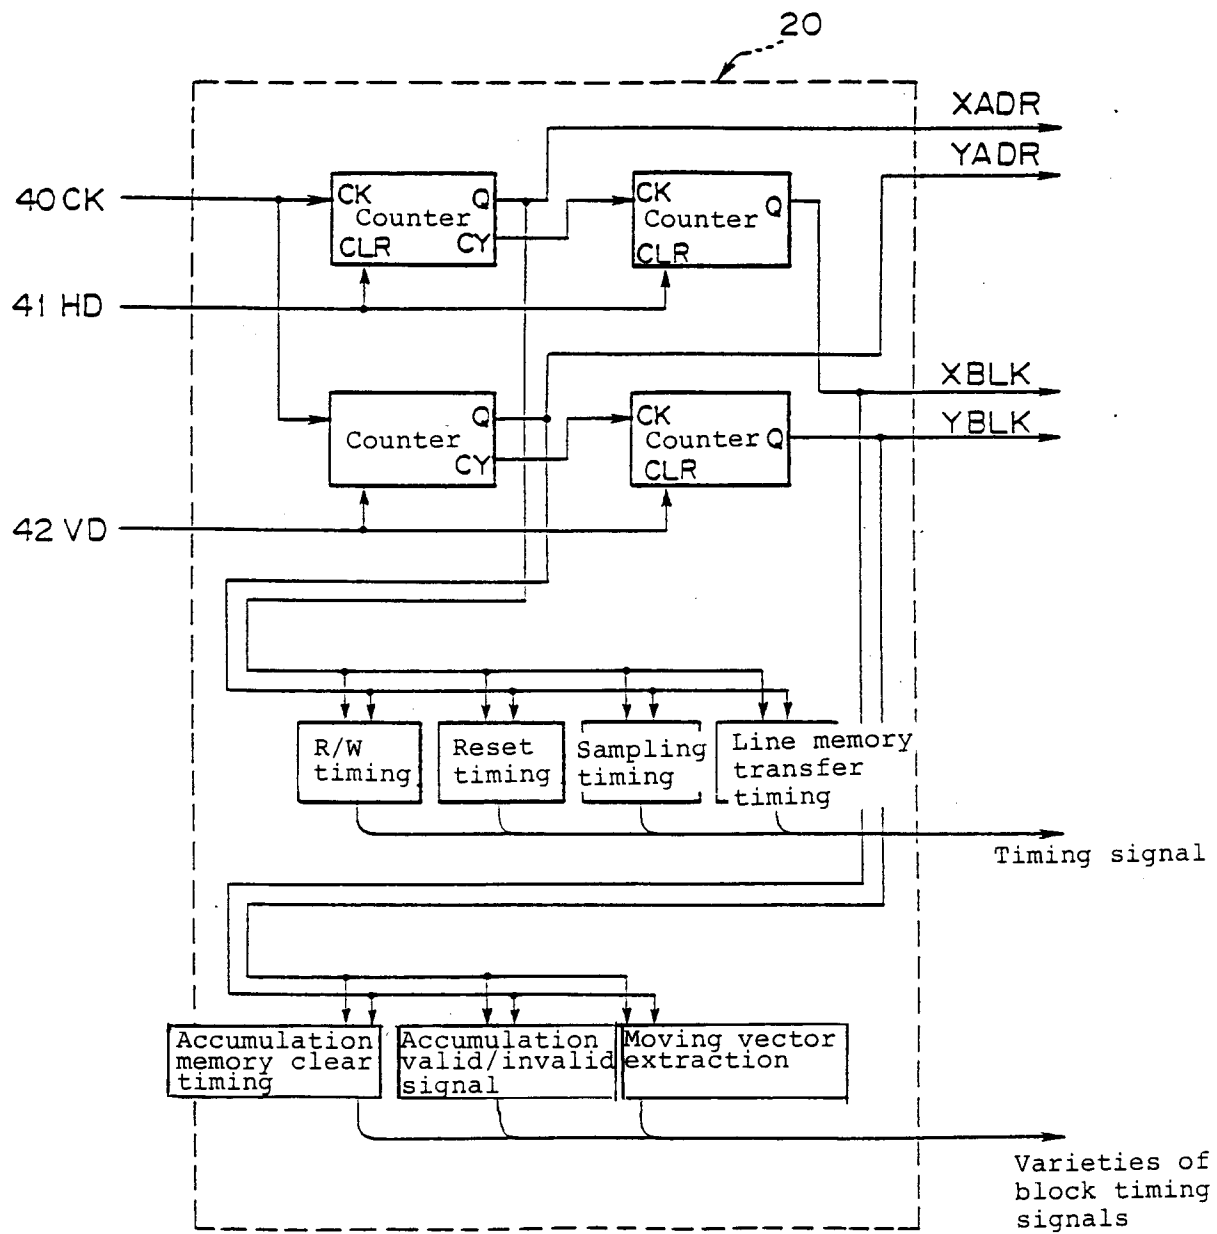 20
XADR
YADR
40 CK
CK Q
Counter
CY
CLR
CK
Counter Q
CLR
41 HD
XBLK
YBLK
Q
Counter
CY
CK
Counter Q
CLR
42 VD
R/W
timing
Reset
timing
Sampling
timing
Line memory
transfer
timing
Timing signal
Accumulation
memory clear
timing
Accumulation
valid/invalid
signal
Moving vector
extraction
Varieties of
block timing
signals